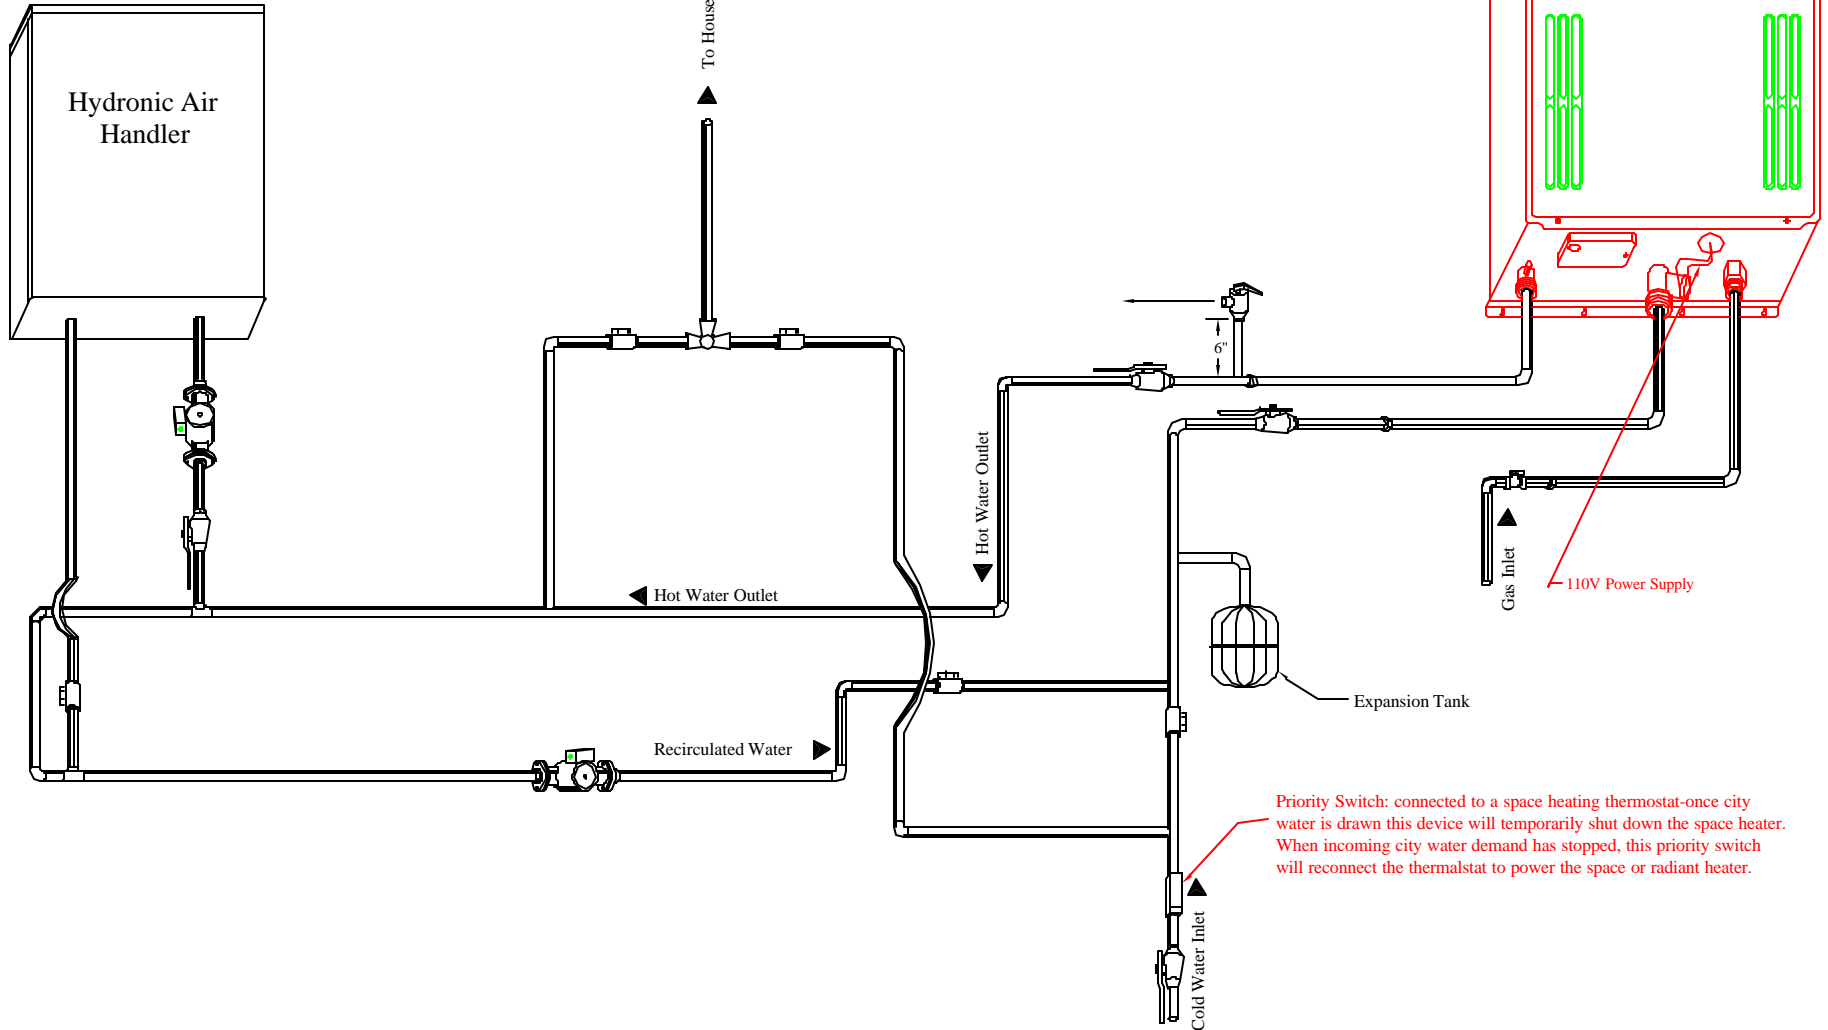 Hydronic Air
Handler
To House
6"
Hot Water Outlet
Hot Water Outlet
Gas Inlet
110V Power Supply
Expansion Tank
Recirculated Water
Priority Switch: connected to a space heating thermostat-once city
water is drawn this device will temporarily shut down the space heater.
When incoming city water demand has stopped, this priority switch
will reconnect the thermalstat to power the space or radiant heater.
Cold Water Inlet